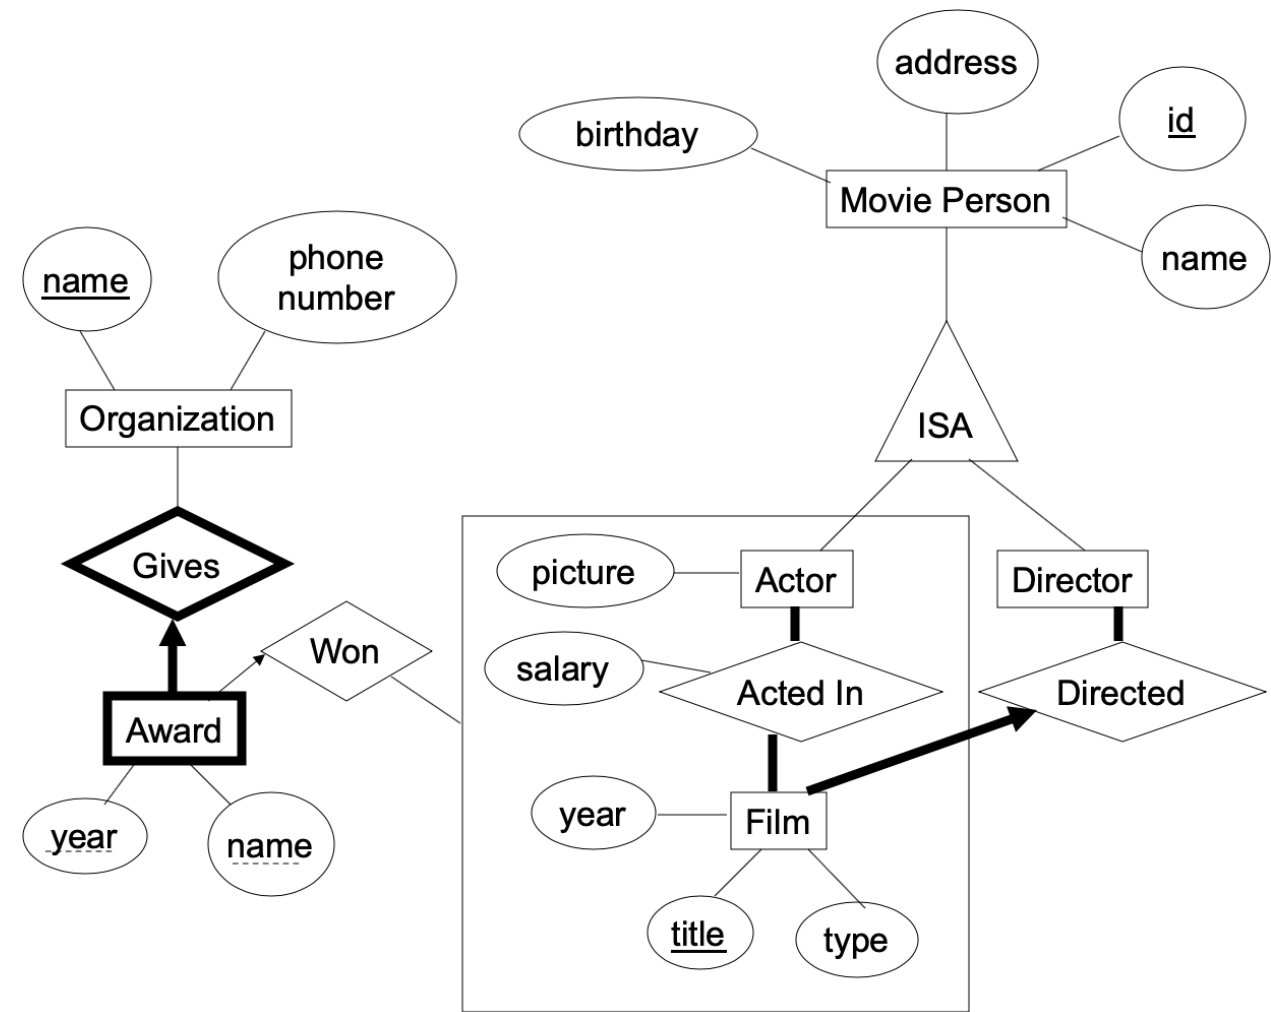 address
birthday
id
Movie Person
name
name
phone
number
Organization
ISA
Gives
picture
Actor
Director
Won
salary
Acted In
Directed
Award
year
Film
year
name
title
type